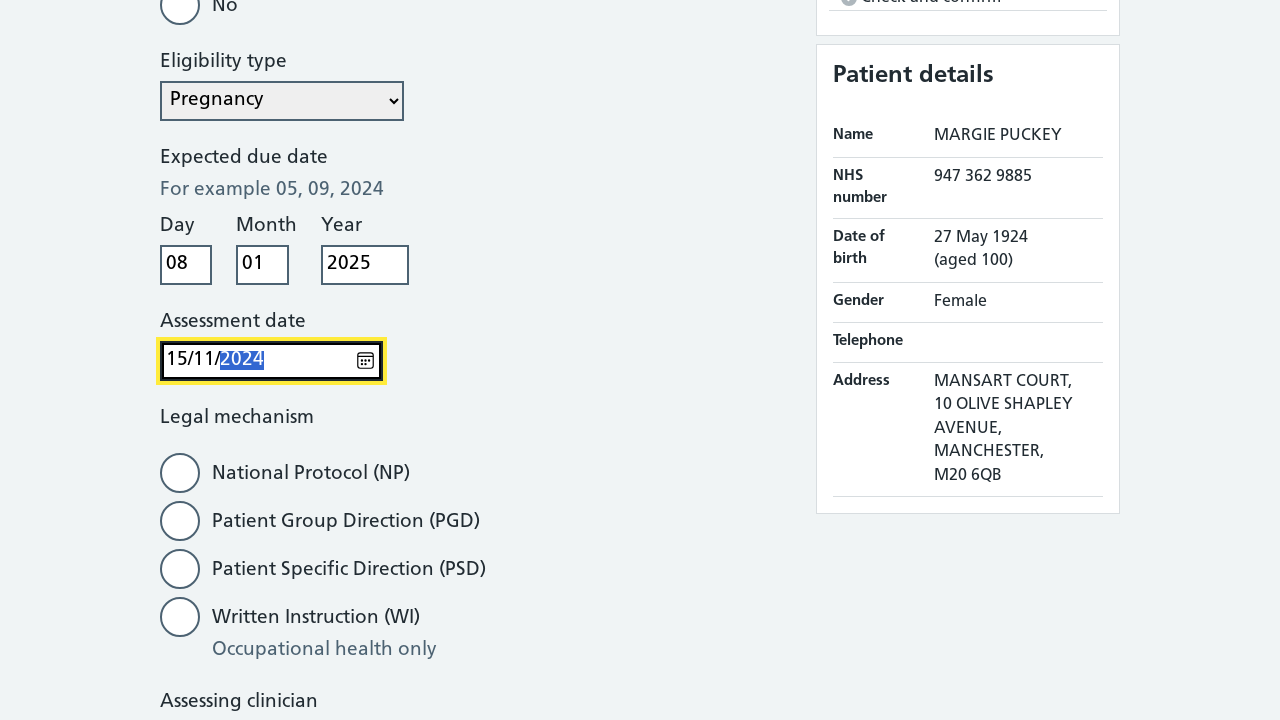 No
Eligibility type
Pregnancy
Expected due date
For example 05, 09, 2024
Day Month Year
08 01 2025
Assessment date
15/11/2024
Legal mechanism
National Protocol (NP)
Patient Group Direction (PGD)
Patient Specific Direction (PSD)
Written Instruction (WI)
Occupational health only
Assessing clinician
Check and confirm
Patient details
Name MARGIE PUCKEY
NHS number 947 362 9885
Date of birth 27 May 1924
(aged 100)
Gender Female
Telephone
Address MANSART COURT,
10 OLIVE SHAPLEY
AVENUE,
MANCHESTER,
M20 6QB